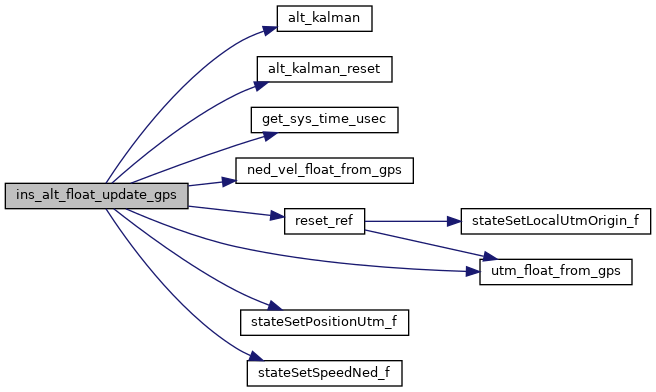 alt_kalman
alt_kalman_reset
get_sys_time_usec
ned_vel_float_from_gps
ins_alt_float_update_gps
reset_ref
stateSetLocalUtmOrigin_f
utm_float_from_gps
stateSetPositionUtm_f
stateSetSpeedNed_f